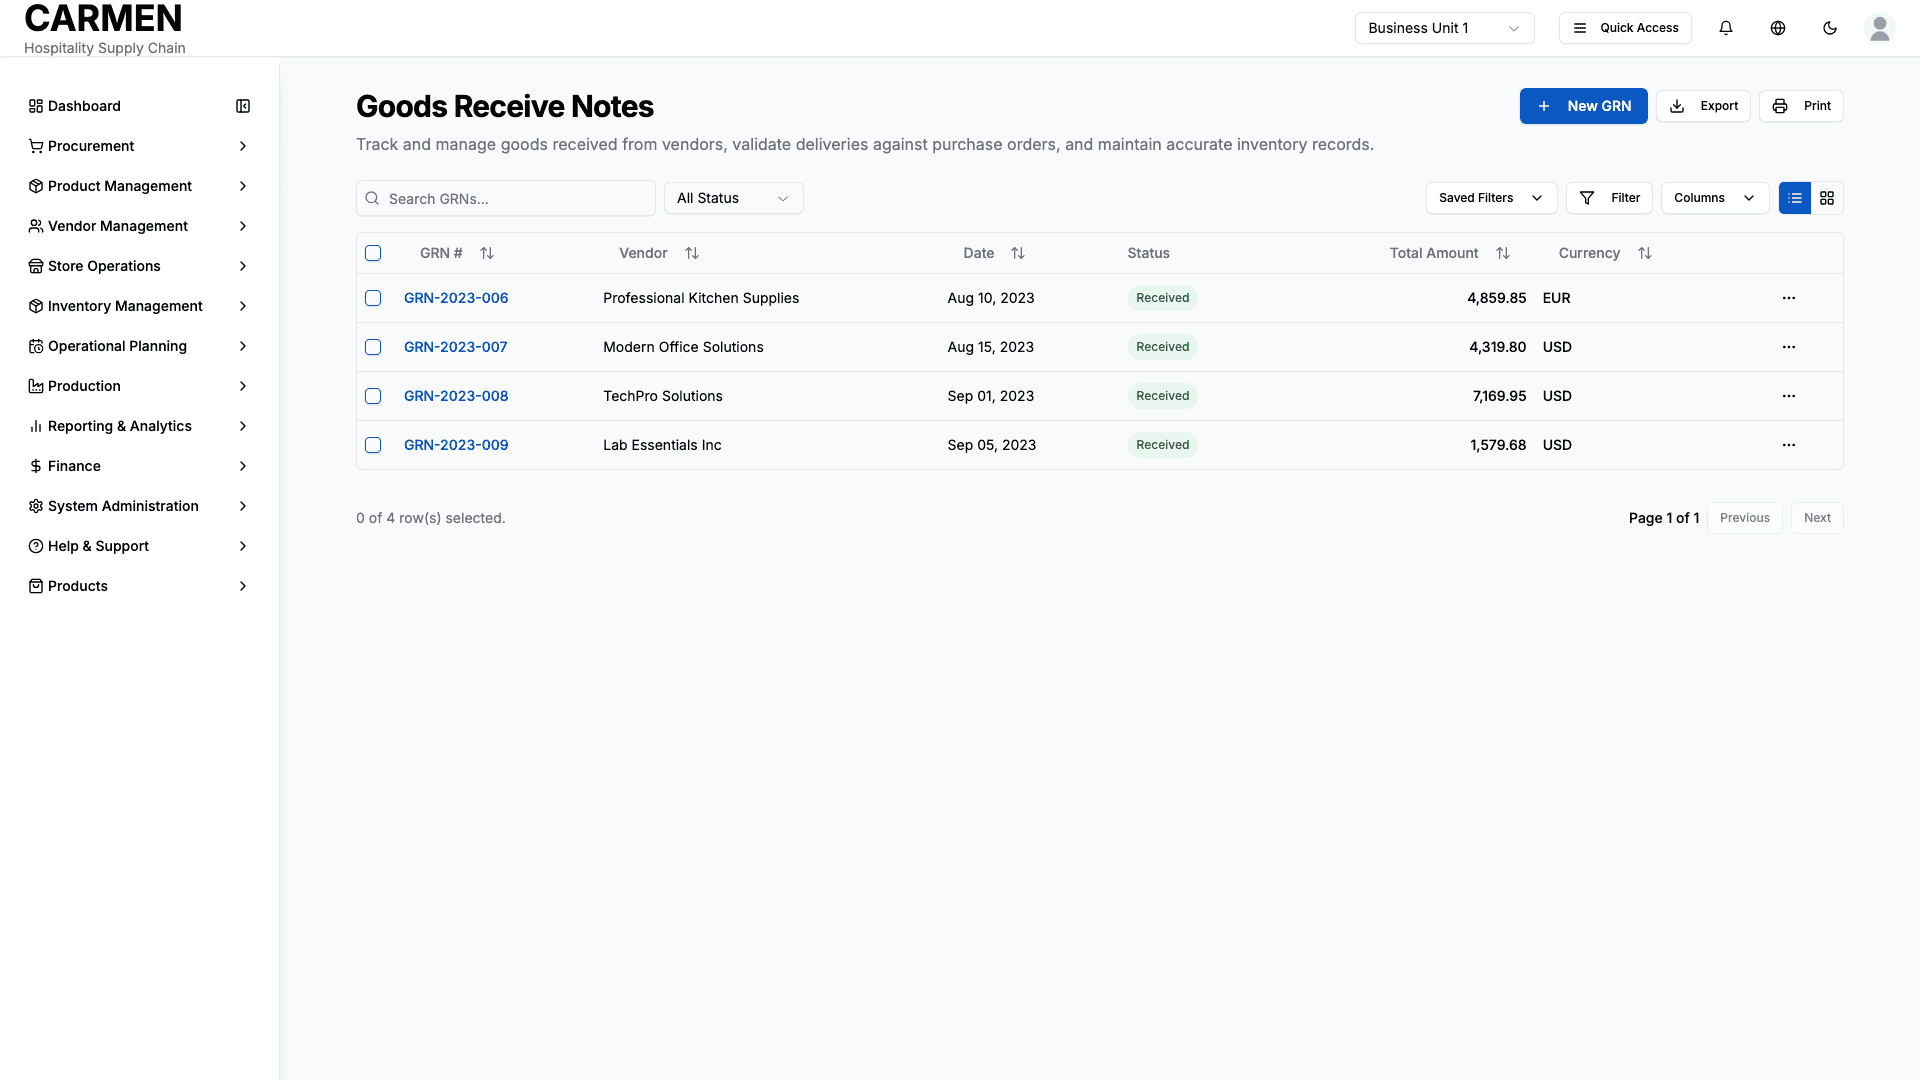 CARMEN
Hospitality Supply Chain
Business Unit 1
Quick Access
Dashboard
Procurement
Product Management
Vendor Management
Store Operations
Inventory Management
Operational Planning
Production
Reporting & Analytics
Finance
System Administration
Help & Support
Products
Goods Receive Notes
New GRN
Export
Print
Track and manage goods received from vendors, validate deliveries against purchase orders, and maintain accurate inventory records.
Search GRNs...
All Status
Saved Filters
Filter
Columns
GRN # Vendor Date Status Total Amount Currency
GRN-2023-006 Professional Kitchen Supplies Aug 10, 2023 Received 4,859.85 EUR
GRN-2023-007 Modern Office Solutions Aug 15, 2023 Received 4,319.80 USD
GRN-2023-008 TechPro Solutions Sep 01, 2023 Received 7,169.95 USD
GRN-2023-009 Lab Essentials Inc Sep 05, 2023 Received 1,579.68 USD
0 of 4 row(s) selected.
Page 1 of 1
Previous
Next